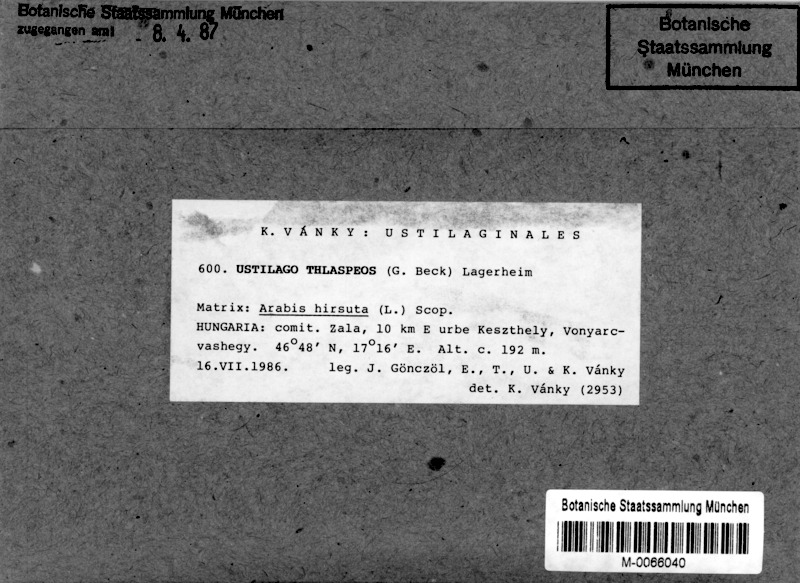 Botanische Staatssammlung München
zugegangen am: - 8. 4. 87
Botanische
Staatssammlung
München
K. VÁNKY: USTILAGINALES
600. USTILAGO THLASPEOS (G. Beck) Lagerheim
Matrix: Arabis hirsuta (L.) Scop.
HUNGARIA: comit. Zala, 10 km E urbe Keszthely, Vonyarc-
vashegy. 46°48' N, 17°16' E. Alt. c. 192 m.
16.VII.1986. leg. J. Gönczöl, E., T., U. & K. Vánky
det. K. Vánky (2953)
Botanische Staatssammlung München
M-0066040